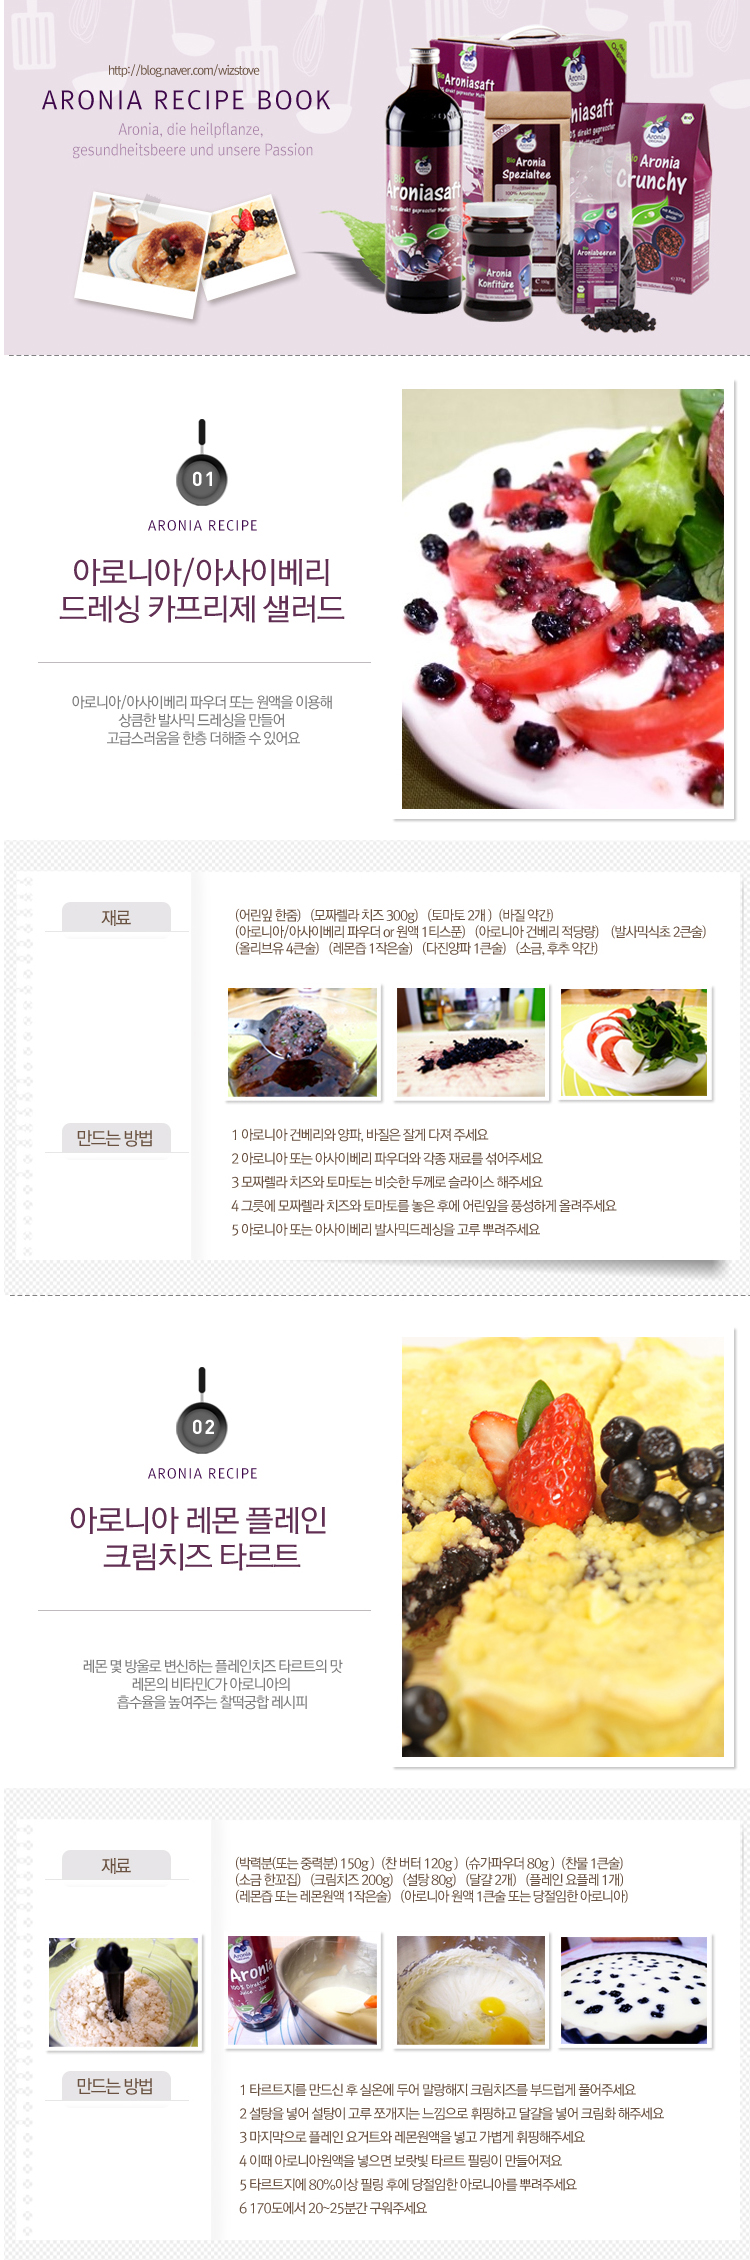 http://blog.naver.com/wizstove
ARONIA RECIPE BOOK
Aronia, die heilpflanze,
gesundheitsbeere und unsere Passion
Bio
Aroniasaft
100% direkt gepresster Muttersaft
Aronia
ORIGINAL
Bio
Aroniasaft
100%
Bio Aronia
Spezialtee
Bio
Aronia
Konfitüre
Bio
Aroniabeeren
Aronia
Crunchy
01
ARONIA RECIPE
아로니아/아사이베리
드레싱 카프리제 샐러드
아로니아/아사이베리 파우더 또는 원액을 이용해
상큼한 발사믹 드레싱을 만들어
고급스러움을 한층 더해줄 수 있어요
재료
(어린잎 한줌) (모짜렐라 치즈 300g) (토마토 2개 ) (바질 약간)
(아로니아/아사이베리 파우더 or 원액 1티스푼) (아로니아 건베리 적당량) (발사믹식초 2큰술)
(올리브유 4큰술) (레몬즙 1작은술) (다진양파 1큰술) (소금, 후추 약간)
만드는 방법
1 아로니아 건베리와 양파, 바질은 잘게 다져 주세요
2 아로니아 또는 아사이베리 파우더와 각종 재료를 섞어주세요
3 모짜렐라 치즈와 토마토는 비슷한 두께로 슬라이스 해주세요
4 그릇에 모짜렐라 치즈와 토마토를 놓은 후에 어린잎을 풍성하게 올려주세요
5 아로니아 또는 아사이베리 발사믹드레싱을 고루 뿌려주세요
02
ARONIA RECIPE
아로니아 레몬 플레인
크림치즈 타르트
레몬 몇 방울로 변신하는 플레인치즈 타르트의 맛
레몬의 비타민C가 아로니아의
흡수율을 높여주는 찰떡궁합 레시피
재료
(박력분(또는 중력분) 150g ) (찬 버터 120g ) (슈가파우더 80g ) (찬물 1큰술)
(소금 한꼬집) (크림치즈 200g) (설탕 80g) (달걀 2개) (플레인 요플레 1개)
(레몬즙 또는 레몬원액 1작은술) (아로니아 원액 1큰술 또는 당절임한 아로니아)
Aronia
100% Direktsaft
만드는 방법
1 타르트지를 만드신 후 실온에 두어 말랑해지 크림치즈를 부드럽게 풀어주세요
2 설탕을 넣어 설탕이 고루 쪼개지는 느낌으로 휘핑하고 달걀을 넣어 크림화 해주세요
3 마지막으로 플레인 요거트와 레몬원액을 넣고 가볍게 휘핑해주세요
4 이때 아로니아원액을 넣으면 보랏빛 타르트 필링이 만들어져요
5 타르트지에 80%이상 필링 후에 당절임한 아로니아를 뿌려주세요
6 170도에서 20~25분간 구워주세요